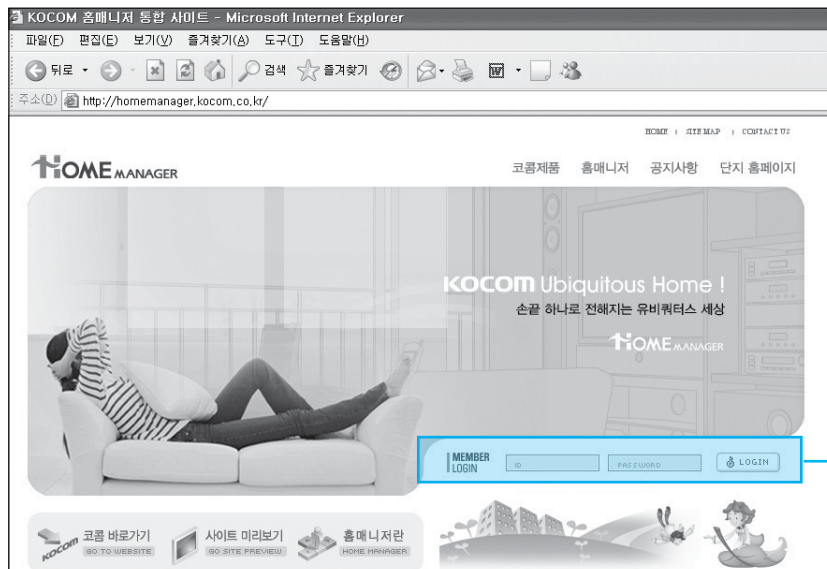 KOCOM 홈매니저 통합 사이트 - Microsoft Internet Explorer
파일(F) 편집(E) 보기(V) 즐겨찾기(A) 도구(T) 도움말(H)
뒤로 검색 즐겨찾기
주소(D) http://homemanager.kocom.co.kr/
HOME | SITE MAP | CONTACT US
HOME MANAGER
코콤제품 홈매니저 공지사항 단지 홈페이지
KOCOM Ubiquitous Home !
손끝 하나로 전해지는 유비쿼터스 세상
HOME MANAGER
MEMBER LOGIN
ID PASSWORD LOGIN
KOCOM
코콤 바로가기 사이트 미리보기 홈매니저란
GO TO WEBSITE GO SITE PREVIEW HOME MANAGER